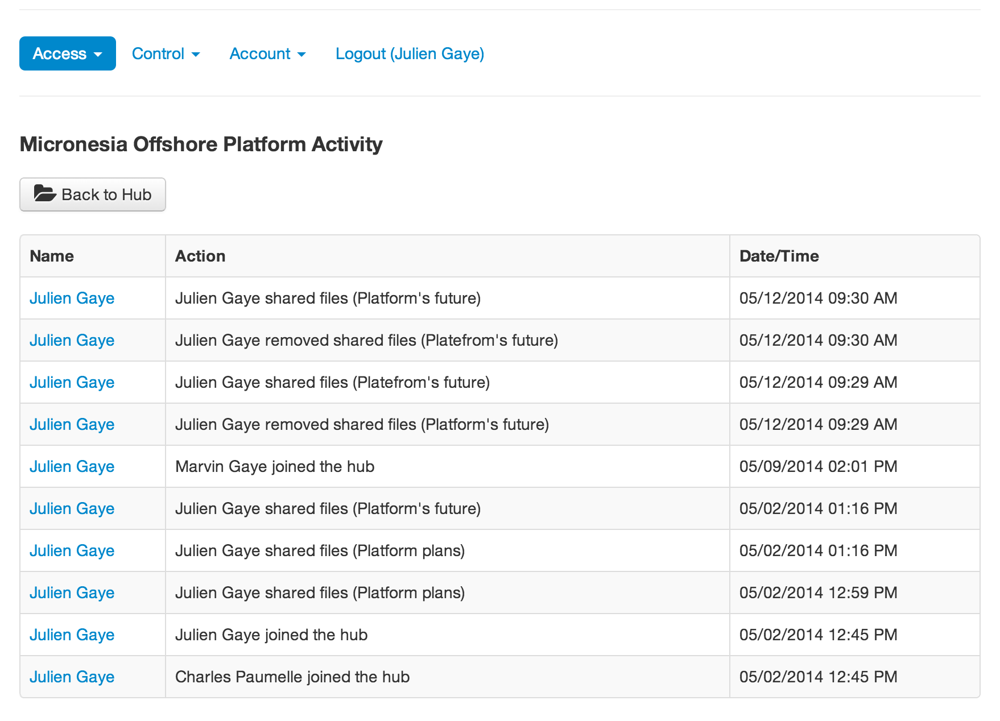 Access Control Account Logout (Julien Gaye)
Micronesia Offshore Platform Activity
Back to Hub
Name Action Date/Time
Julien Gaye Julien Gaye shared files (Platform's future) 05/12/2014 09:30 AM
Julien Gaye Julien Gaye removed shared files (Platefrom's future) 05/12/2014 09:30 AM
Julien Gaye Julien Gaye shared files (Platefrom's future) 05/12/2014 09:29 AM
Julien Gaye Julien Gaye removed shared files (Platform's future) 05/12/2014 09:29 AM
Julien Gaye Marvin Gaye joined the hub 05/09/2014 02:01 PM
Julien Gaye Julien Gaye shared files (Platform's future) 05/02/2014 01:16 PM
Julien Gaye Julien Gaye shared files (Platform plans) 05/02/2014 01:16 PM
Julien Gaye Julien Gaye shared files (Platform plans) 05/02/2014 12:59 PM
Julien Gaye Julien Gaye joined the hub 05/02/2014 12:45 PM
Julien Gaye Charles Paumelle joined the hub 05/02/2014 12:45 PM